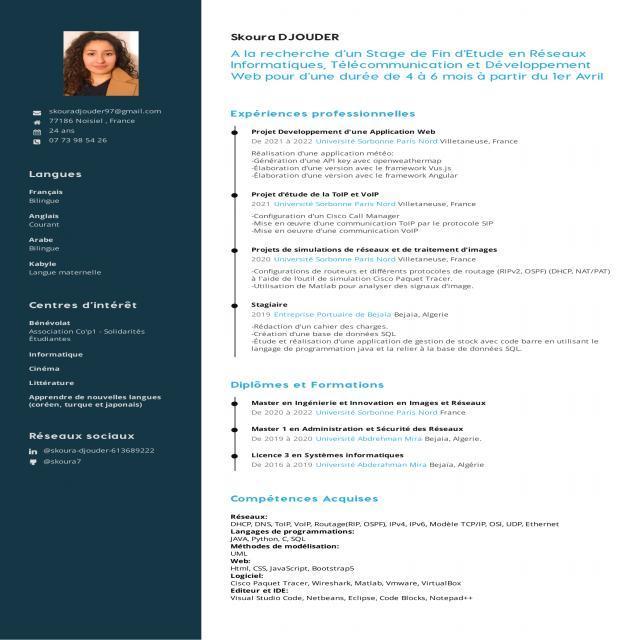 skouradjouder97@gmail.com
77186 Noisiel , France
24 ans
07 73 98 54 26
Langues
Français
Bilingue
Anglais
Courant
Arabe
Bilingue
Kabyle
Langue maternelle
Centres d'intérêt
Bénévolat
Association Co'p1 - Solidarités
Étudiantes
Informatique
Cinéma
Littérature
Apprendre de nouvelles langues
(coréen, turque et japonais)
Réseaux sociaux
@skoura-djouder-613689222
@skoura7
Skoura DJOUDER
A la recherche d'un Stage de Fin d'Etude en Réseaux
Informatiques, Télécommunication et Développement
Web pour d'une durée de 4 à 6 mois à partir du 1er Avril
Expériences professionnelles
Projet Developpement d'une Application Web
De 2021 à 2022 Université Sorbonne Paris Nord Villetaneuse, France
Réalisation d'une application météo:
-Génération d'une API key avec openweathermap
-Élaboration d'une version avec le framework Vus.js
-Élaboration d'une version avec le framework Angular
Projet d'étude de la ToIP et VoIP
2021 Université Sorbonne Paris Nord Villetaneuse, France
-Configuration d'un Cisco Call Manager
-Mise en œuvre d'une communication ToIP par le protocole SIP
-Mise en oeuvre d'une communication VoIP
Projets de simulations de réseaux et de traitement d'images
2020 Université Sorbonne Paris Nord Villetaneuse, France
-Configurations de routeurs et différents protocoles de routage (RIPv2, OSPF) (DHCP, NAT/PAT)
à l'aide de l'outil de simulation Cisco Paquet Tracer.
-Utilisation de Matlab pour analyser des signaux d'image.
Stagiaire
2019 Entreprise Portuaire de Bejaia Bejaia, Algerie
-Rédaction d'un cahier des charges.
-Création d'une base de données SQL
-Étude et réalisation d'une application de gestion de stock avec code barre en utilisant le
langage de programmation java et la relier à la base de données SQL.
Diplômes et Formations
Master en Ingénierie et Innovation en Images et Réseaux
De 2020 à 2022 Université Sorbonne Paris Nord France
Master 1 en Administration et Sécurité des Réseaux
De 2019 à 2020 Université Abdrehman Mira Bejaia, Algerie.
Licence 3 en Systèmes informatiques
De 2016 à 2019 Université Abderahman Mira Bejaïa, Algérie
Compétences Acquises
Réseaux:
DHCP, DNS, ToIP, VoIP, Routage(RIP, OSPF), IPv4, IPv6, Modèle TCP/IP, OSI, UDP, Ethernet
Langages de programmations:
JAVA, Python, C, SQL
Méthodes de modélisation:
UML
Web:
Html, CSS, JavaScript, Bootstrap5
Logiciel:
Cisco Paquet Tracer, Wireshark, Matlab, Vmware, VirtualBox
Editeur et IDE:
Visual Studio Code, Netbeans, Eclipse, Code Blocks, Notepad++